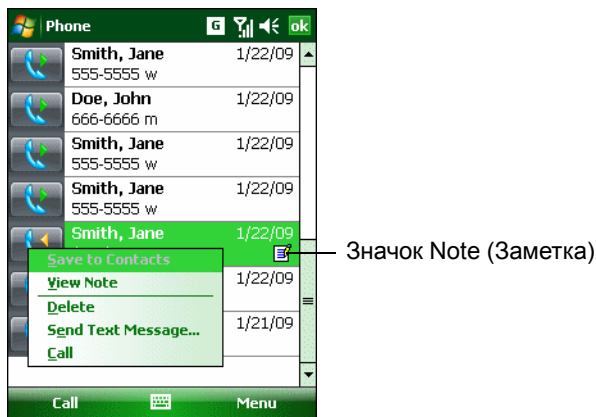 Phone G ok
Smith, Jane 1/22/09
555-5555 w
Doe, John 1/22/09
666-6666 m
Smith, Jane 1/22/09
555-5555 w
Smith, Jane 1/22/09
555-5555 w
Smith, Jane 1/22/09
Значок Note (Заметка)
Save to Contacts
View Note 1/22/09
Delete
Send Text Message... 1/21/09
Call
Call Menu